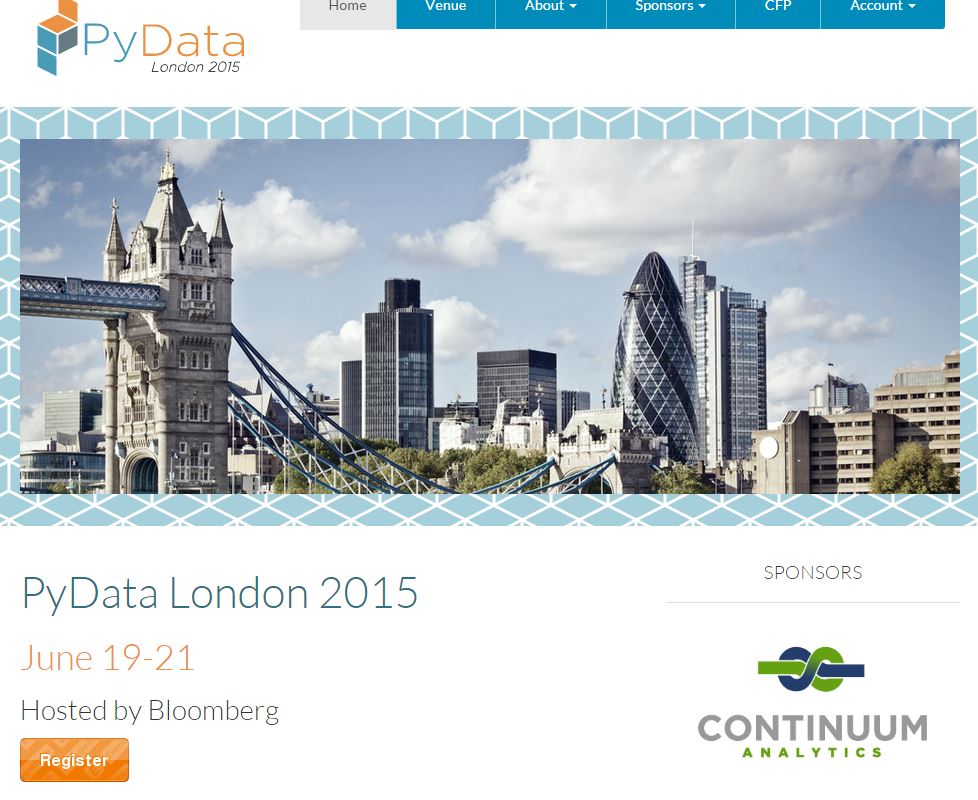 Home Venue About Sponsors CFP Account
PyData
London 2015
PyData London 2015
June 19-21
Hosted by Bloomberg
Register
SPONSORS
CONTINUUM
ANALYTICS